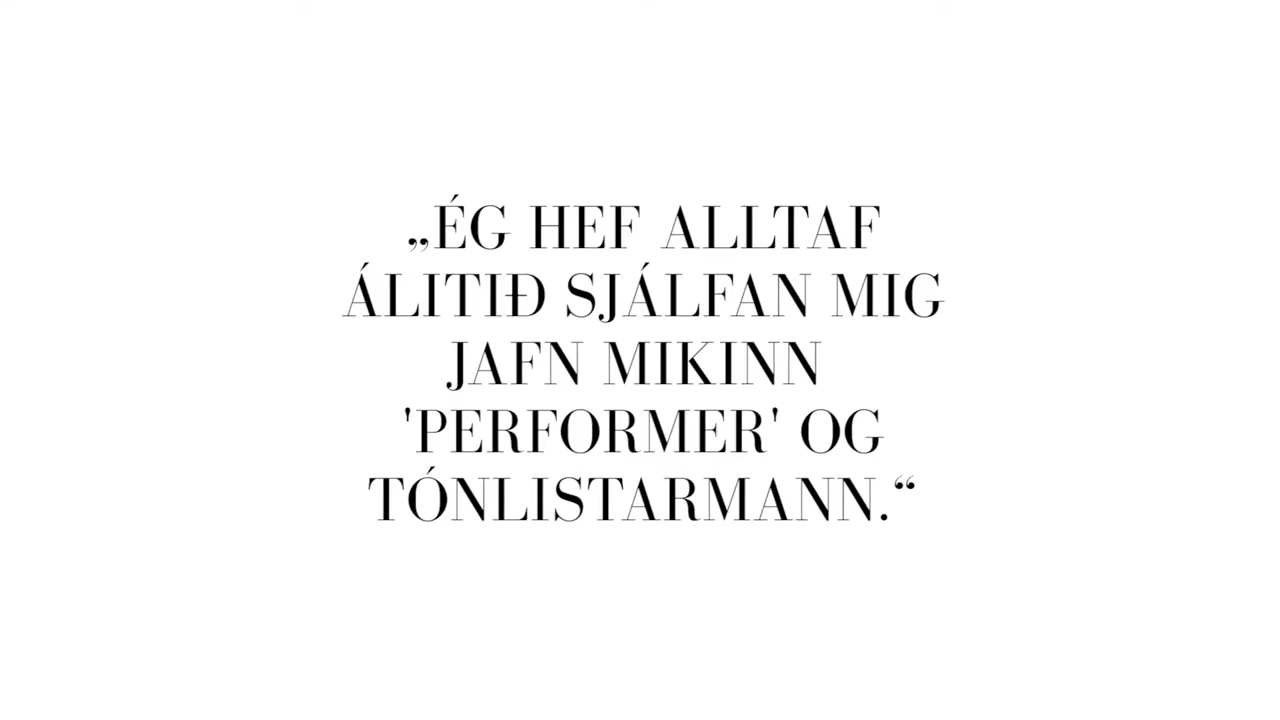 „ÉG HEF ALLTAF
ÁLITIÐ SJÁLFAN MIG
JAFN MIKINN
'PERFORMER' OG
TÓNLISTARMANN.“